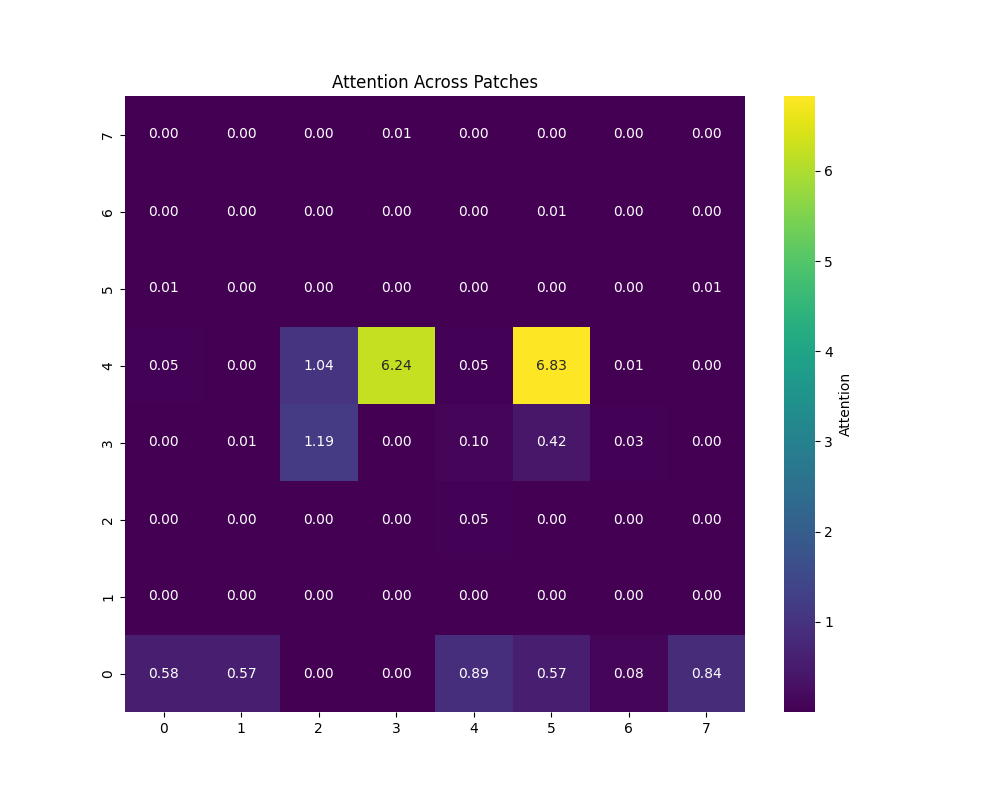 Attention Across Patches
7 0.00 0.00 0.00 0.01 0.00 0.00 0.00 0.00
6 0.00 0.00 0.00 0.00 0.00 0.01 0.00 0.00
5 0.01 0.00 0.00 0.00 0.00 0.00 0.00 0.01
4 0.05 0.00 1.04 6.24 0.05 6.83 0.01 0.00
3 0.00 0.01 1.19 0.00 0.10 0.42 0.03 0.00
2 0.00 0.00 0.00 0.00 0.05 0.00 0.00 0.00
1 0.00 0.00 0.00 0.00 0.00 0.00 0.00 0.00
0 0.58 0.57 0.00 0.00 0.89 0.57 0.08 0.84
0 1 2 3 4 5 6 7
6
5
4
3
2
1
Attention